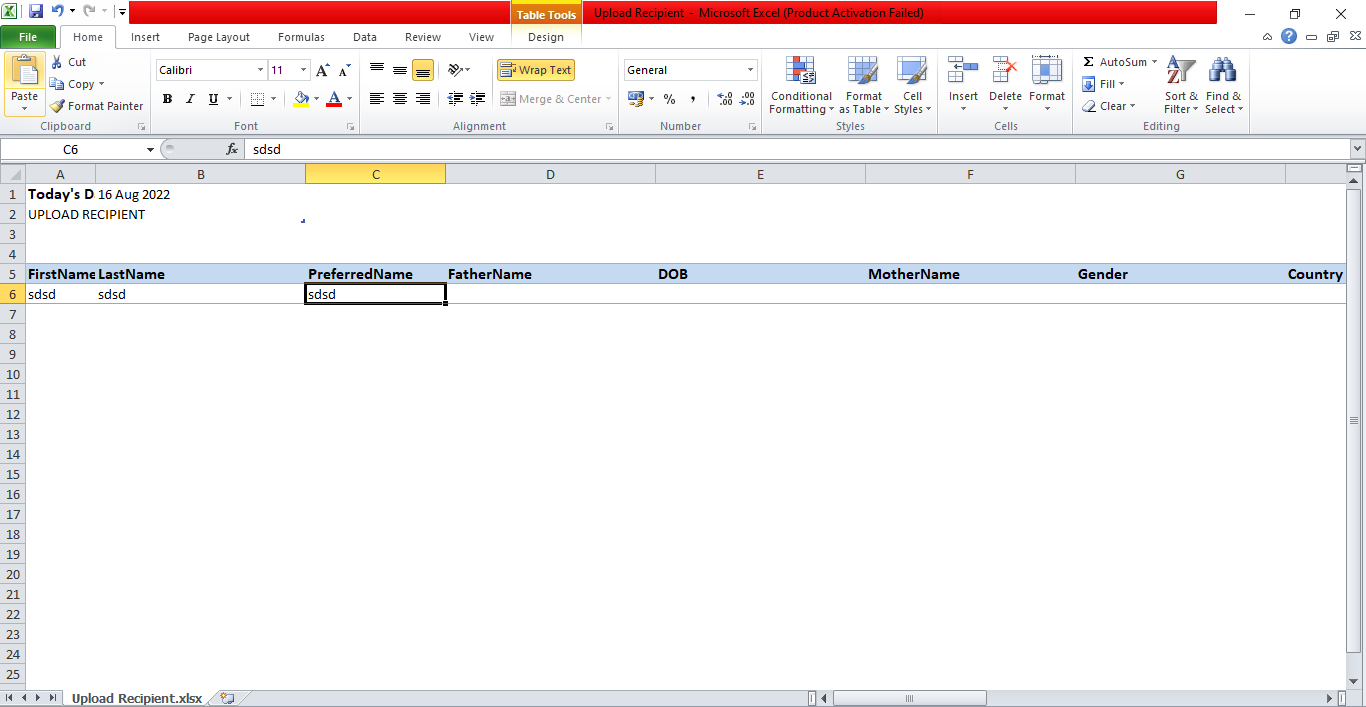 Table Tools
Upload Recipient - Microsoft Excel (Product Activation Failed)
File Home Insert Page Layout Formulas Data Review View Design
Paste
Cut
Copy
Format Painter
Clipboard
Calibri 11
B I U
Font
Wrap Text
Merge & Center
Alignment
General
Number
Conditional Formatting
Format as Table
Cell Styles
Styles
Insert Delete Format
Cells
AutoSum
Fill
Clear
Sort & Filter
Find & Select
Editing
C6 fx sdsd
A B C D E F G
1 Today's D 16 Aug 2022
2 UPLOAD RECIPIENT
3
4
5 FirstName LastName PreferredName FatherName DOB MotherName Gender Country
6 sdsd sdsd sdsd
7
8
9
10
11
12
13
14
15
16
17
18
19
20
21
22
23
24
25
Upload Recipient.xlsx